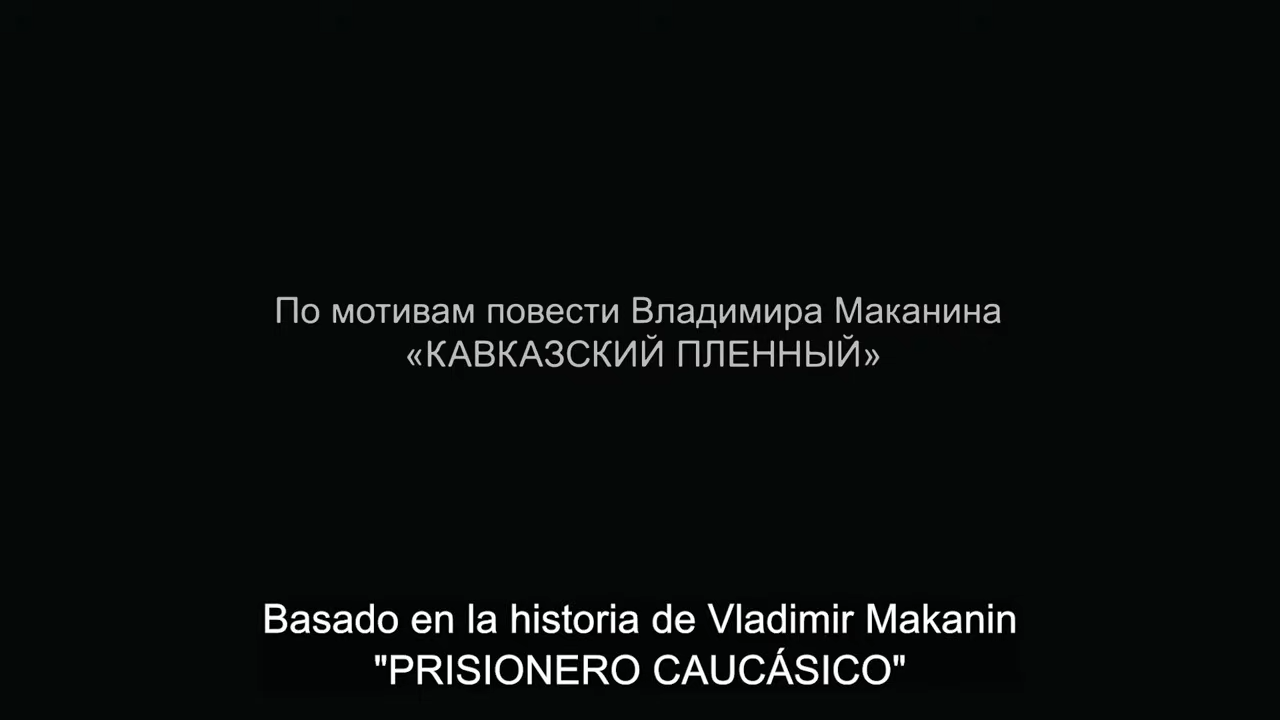 По мотивам повести Владимира Маканина
«КАВКАЗСКИЙ ПЛЕННЫЙ»
Basado en la historia de Vladimir Makanin
"PRISIONERO CAUCÁSICO"